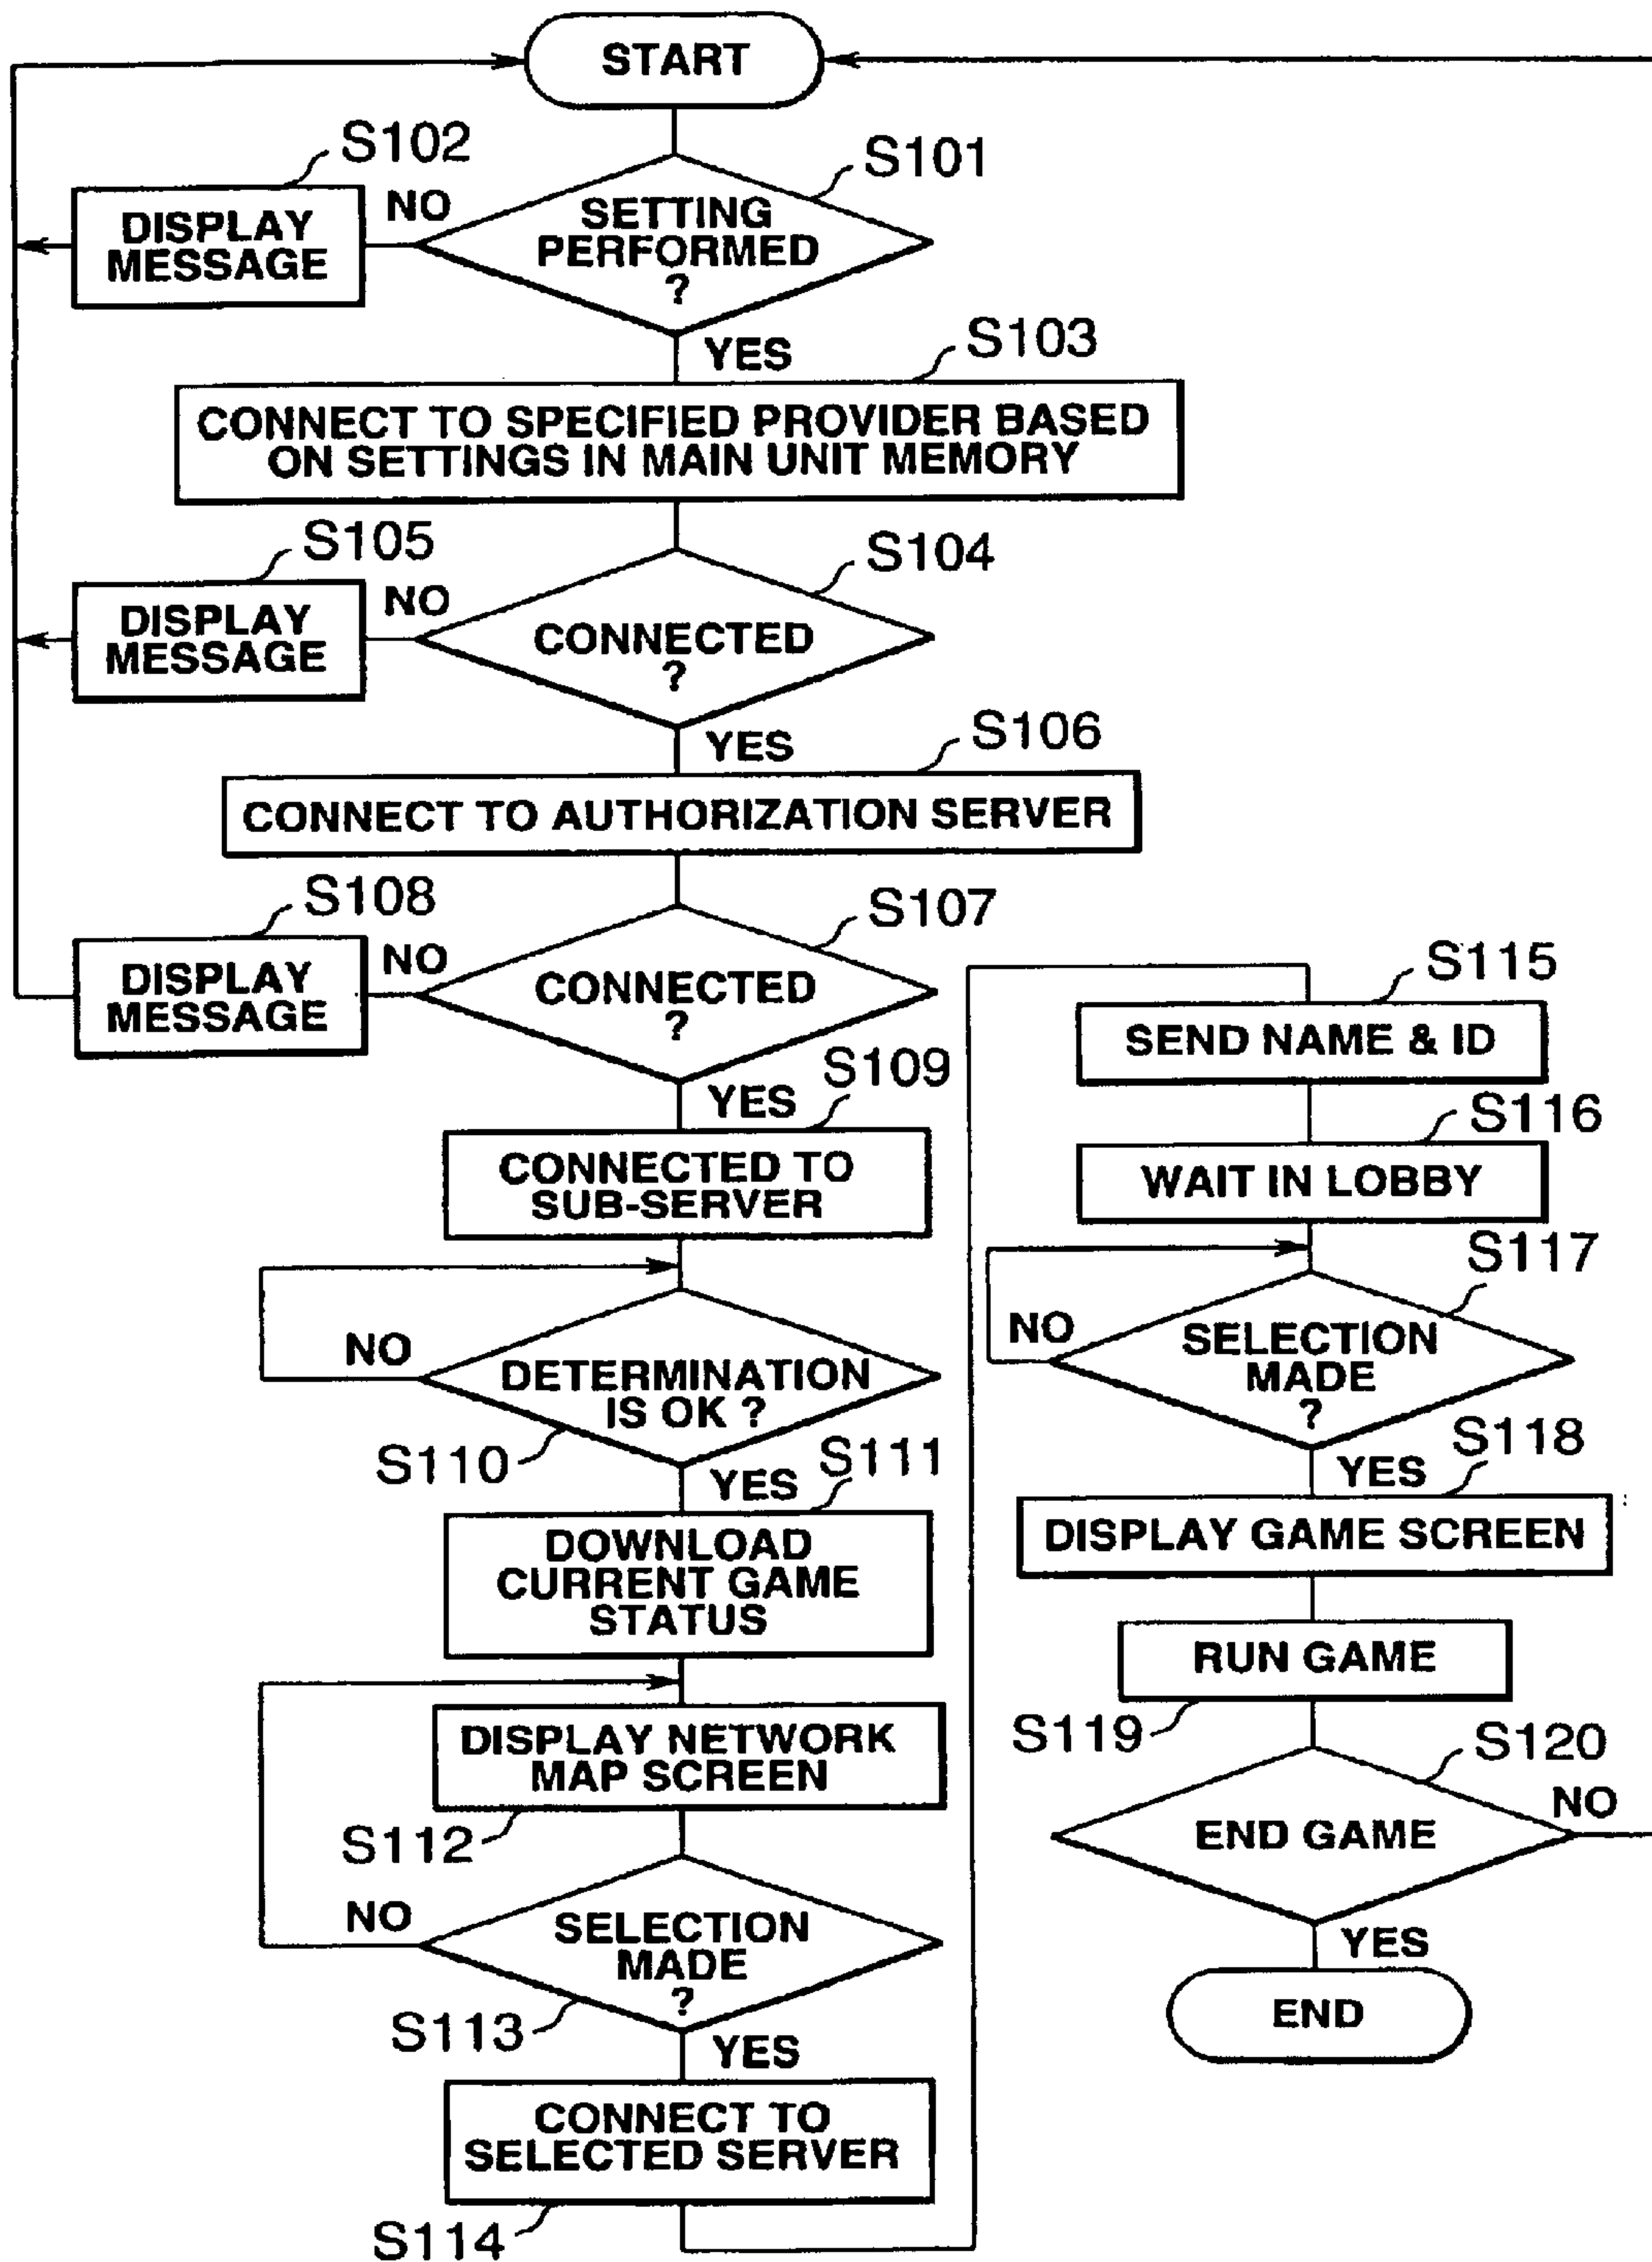 START
S102
S101
DISPLAY
MESSAGE
NO
SETTING
PERFORMED
?
YES
S103
CONNECT TO SPECIFIED PROVIDER BASED
ON SETTINGS IN MAIN UNIT MEMORY
S105
S104
DISPLAY
MESSAGE
NO
CONNECTED
?
YES
S106
CONNECT TO AUTHORIZATION SERVER
S108
S107
DISPLAY
MESSAGE
NO
CONNECTED
?
YES
S109
CONNECTED TO
SUB-SERVER
NO
DETERMINATION
IS OK ?
S110
YES
S111
DOWNLOAD
CURRENT GAME
STATUS
DISPLAY NETWORK
MAP SCREEN
S112
NO
SELECTION
MADE
?
S113
YES
CONNECT TO
SELECTED SERVER
S114
S115
SEND NAME & ID
S116
WAIT IN LOBBY
S117
NO
SELECTION
MADE
?
S118
YES
DISPLAY GAME SCREEN
RUN GAME
S119
S120
END GAME
NO
YES
END